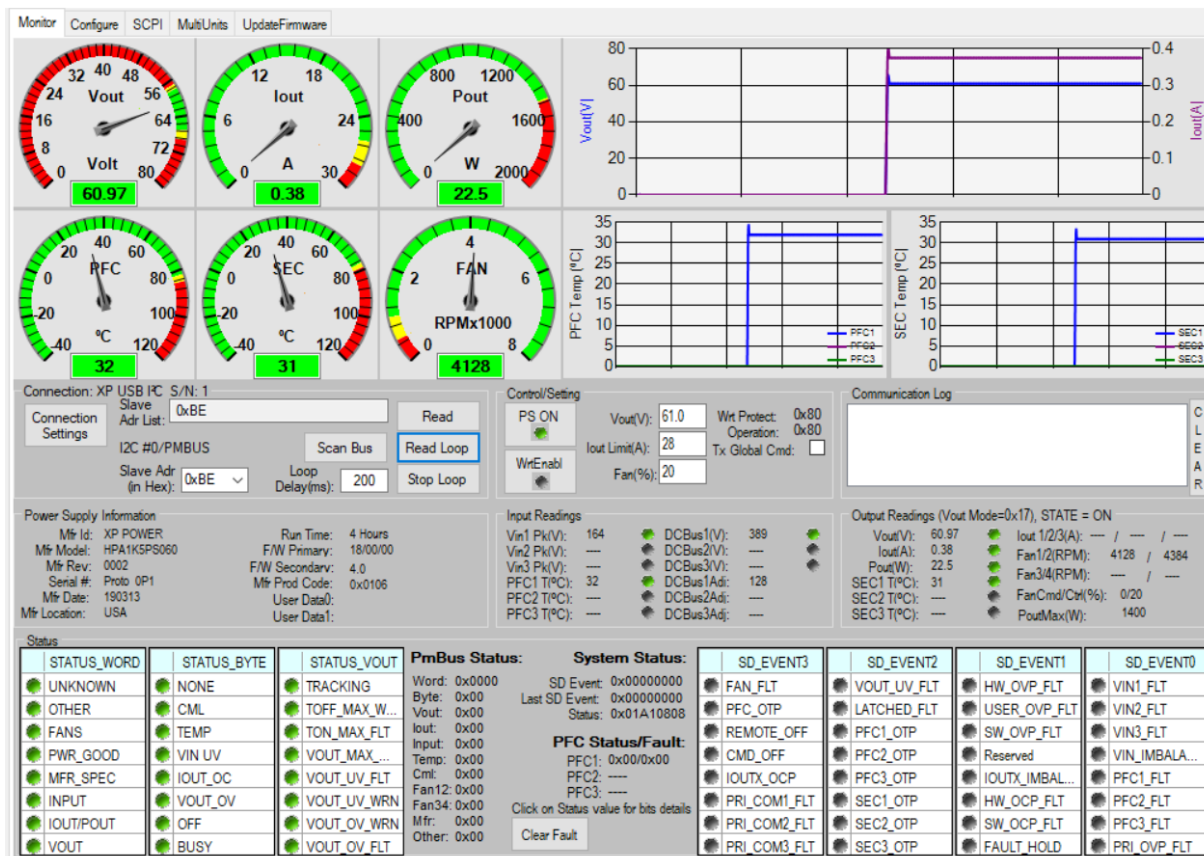 Monitor Configure SCPI MultiUnits UpdateFirmware
0 8 16 24 32 40 48 56 64 72 80
Vout
Volt
60.97
0 6 12 18 24 30
Iout
A
0.38
0 400 800 1200 1600 2000
Pout
W
22.5
Vout(V)
80
60
40
20
0
Iout(A)
0.4
0.3
0.2
0.1
0
-40 -20 0 20 40 60 80 100 120
PFC
ºC
32
-40 -20 0 20 40 60 80 100 120
SEC
ºC
31
0 2 4 6 8
FAN
RPMx1000
4128
PFC Temp (ºC)
35
30
25
20
15
10
5
0
PFC1
PFC2
PFC3
SEC Temp (ºC)
35
30
25
20
15
10
5
0
SEC1
SEC2
SEC3
Connection: XP USB I²C S/N: 1
Connection Settings
Slave Adr List: 0xBE
Read
I2C #0/PMBUS
Scan Bus
Read Loop
Slave Adr (in Hex): 0xBE
Loop Delay(ms): 200
Stop Loop
Control/Setting
PS ON
WrtEnabl
Vout(V): 61.0
Iout Limit(A): 28
Fan(%): 20
Wrt Protect: 0x80
Operation: 0x80
Tx Global Cmd:
Communication Log
C
L
E
A
R
Power Supply Information
Mfr Id: XP POWER
Mfr Model: HPA1K5PS060
Mfr Rev: 0002
Serial #: Proto 0P1
Mfr Date: 190313
Mfr Location: USA
Run Time: 4 Hours
F/W Primary: 18/00/00
F/W Secondary: 4.0
Mfr Prod Code: 0x0106
User Data0:
User Data1:
Input Readings
Vin1 Pk(V): 164
Vin2 Pk(V): ----
Vin3 Pk(V): ----
PFC1 T(ºC): 32
PFC2 T(ºC): ----
PFC3 T(ºC): ----
DCBus1(V): 389
DCBus2(V): ----
DCBus3(V): ----
DCBus1Adj: 128
DCBus2Adj: ----
DCBus3Adj: ----
Output Readings (Vout Mode=0x17), STATE = ON
Vout(V): 60.97
Iout(A): 0.38
Pout(W): 22.5
SEC1 T(ºC): 31
SEC2 T(ºC): ----
SEC3 T(ºC): ----
Iout 1/2/3(A): ---- / ---- / ----
Fan1/2(RPM): 4128 / 4384
Fan3/4(RPM): ---- / ----
FanCmd/Ctrl(%): 0/20
PoutMax(W): 1400
Status
STATUS_WORD
UNKNOWN
OTHER
FANS
PWR_GOOD
MFR_SPEC
INPUT
IOUT/POUT
VOUT
STATUS_BYTE
NONE
CML
TEMP
VIN UV
IOUT_OC
VOUT_OV
OFF
BUSY
STATUS_VOUT
TRACKING
TOFF_MAX_W...
TON_MAX_FLT
VOUT_MAX_...
VOUT_UV_FLT
VOUT_UV_WRN
VOUT_OV_WRN
VOUT_OV_FLT
PmBus Status:
Word: 0x0000
Byte: 0x00
Vout: 0x00
Iout: 0x00
Input: 0x00
Temp: 0x00
Cml: 0x00
Fan12: 0x00
Fan34: 0x00
Mfr: 0x00
Other: 0x00
System Status:
SD Event: 0x00000000
Last SD Event: 0x00000000
Status: 0x01A10808
PFC Status/Fault:
PFC1: 0x00/0x00
PFC2: ----
PFC3: ----
Click on Status value for bits details
Clear Fault
SD_EVENT3
FAN_FLT
PFC_OTP
REMOTE_OFF
CMD_OFF
IOUTX_OCP
PRI_COM1_FLT
PRI_COM2_FLT
PRI_COM3_FLT
SD_EVENT2
VOUT_UV_FLT
LATCHED_FLT
PFC1_OTP
PFC2_OTP
PFC3_OTP
SEC1_OTP
SEC2_OTP
SEC3_OTP
SD_EVENT1
HW_OVP_FLT
USER_OVP_FLT
SW_OVP_FLT
Reserved
IOUTX_IMBAL...
HW_OCP_FLT
SW_OCP_FLT
FAULT_HOLD
SD_EVENT0
VIN1_FLT
VIN2_FLT
VIN3_FLT
VIN_IMBALA...
PFC1_FLT
PFC2_FLT
PFC3_FLT
PRI_OVP_FLT